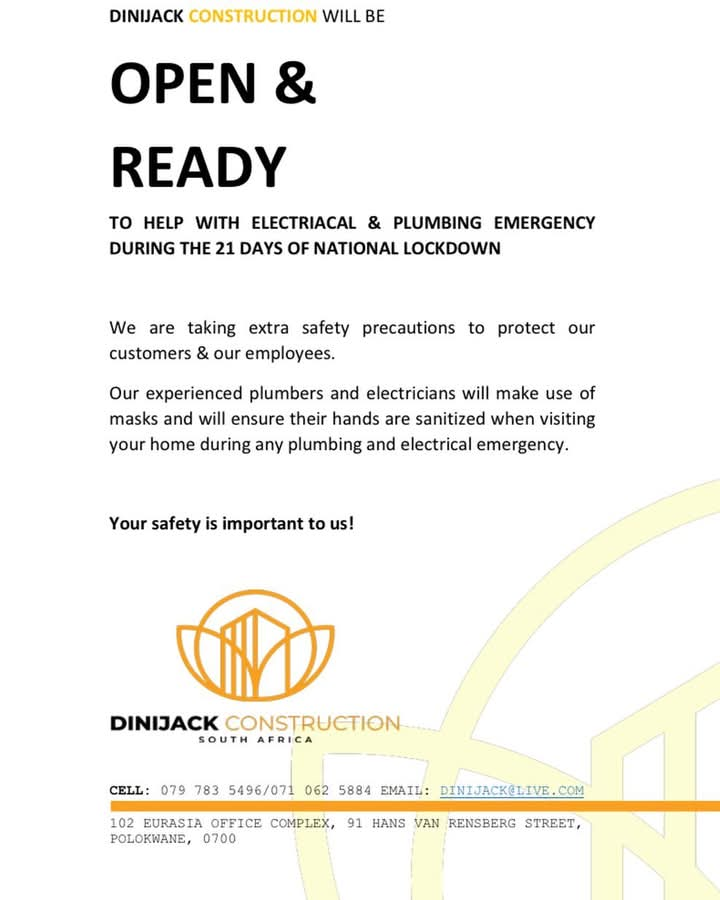 DINIJACK CONSTRUCTION WILL BE
OPEN &
READY
TO HELP WITH ELECTRIACAL & PLUMBING EMERGENCY
DURING THE 21 DAYS OF NATIONAL LOCKDOWN
We are taking extra safety precautions to protect our
customers & our employees.
Our experienced plumbers and electricians will make use of
masks and will ensure their hands are sanitized when visiting
your home during any plumbing and electrical emergency.
Your safety is important to us!
DINIJACK CONSTRUCTION
SOUTH AFRICA
CELL: 079 783 5496/071 062 5884 EMAIL: DINIJACK@LIVE.COM
102 EURASIA OFFICE COMPLEX, 91 HANS VAN RENSBERG STREET,
POLOKWANE, 0700